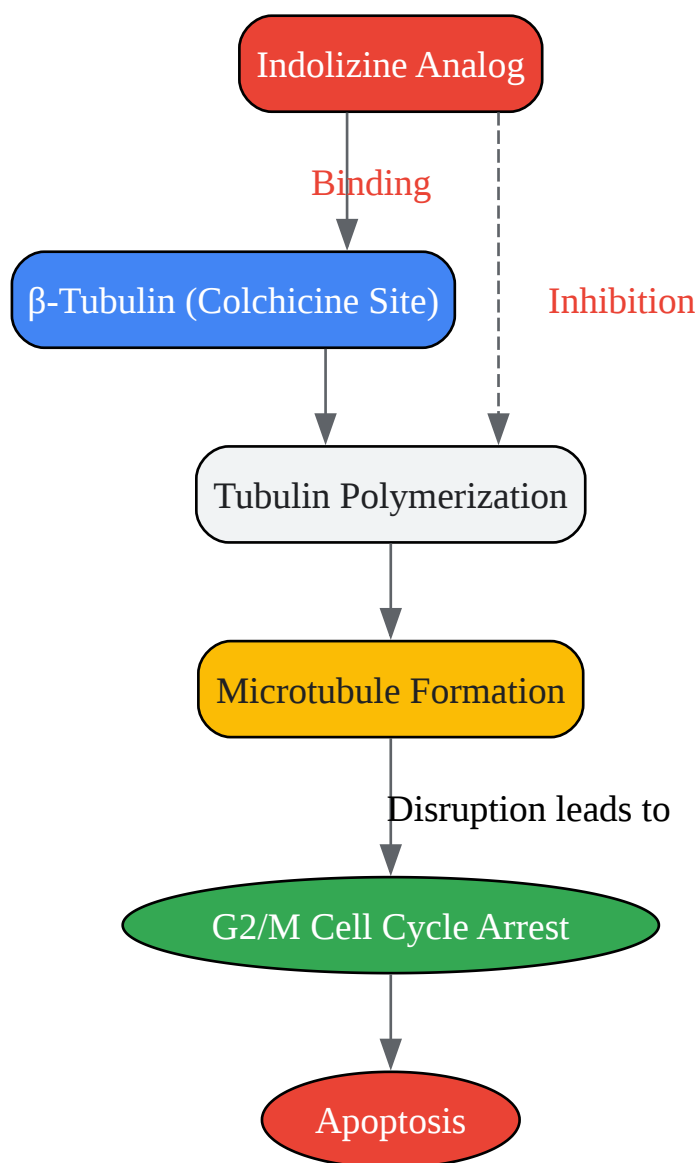 Indolizine Analog
Binding
β-Tubulin (Colchicine Site)
Inhibition
Tubulin Polymerization
Microtubule Formation
Disruption leads to
G2/M Cell Cycle Arrest
Apoptosis